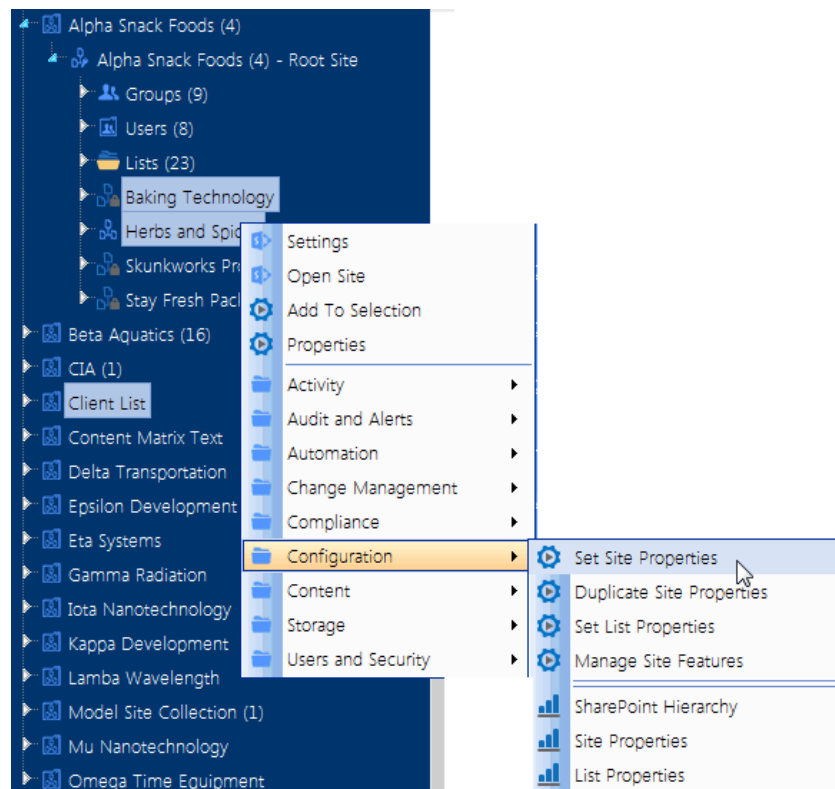 Alpha Snack Foods (4)
Alpha Snack Foods (4) - Root Site
Groups (9)
Users (8)
Lists (23)
Baking Technology
Herbs and Spic
Skunkworks Pr
Stay Fresh Pac
Beta Aquatics (16)
CIA (1)
Client List
Content Matrix Text
Delta Transportation
Epsilon Development
Eta Systems
Gamma Radiation
Iota Nanotechnology
Kappa Development
Lamba Wavelength
Model Site Collection (1)
Mu Nanotechnology
Omega Time Equipment
Settings
Open Site
Add To Selection
Properties
Activity
Audit and Alerts
Automation
Change Management
Compliance
Configuration
Content
Storage
Users and Security
Set Site Properties
Duplicate Site Properties
Set List Properties
Manage Site Features
SharePoint Hierarchy
Site Properties
List Properties